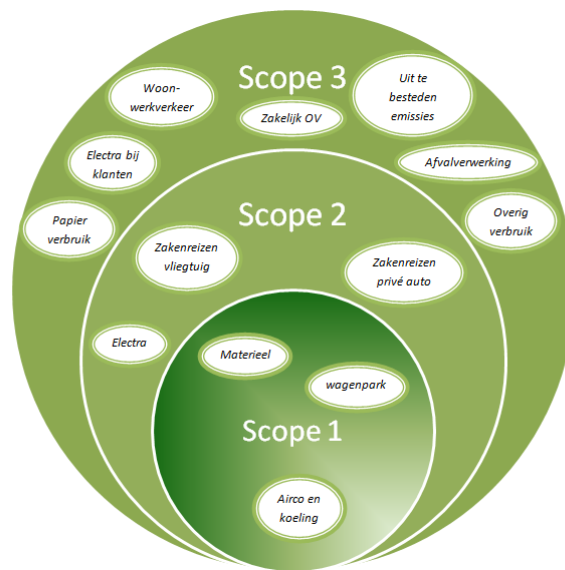 Scope 3
Woon-
werkverkeer
Zakelijk OV
Uit te
besteden
emissies
Electra bij
klanten
Afvalverwerking
Papier
verbruik
Overig
verbruik
Scope 2
Zakenreizen
vliegtuig
Zakenreizen
privé auto
Electra
Materieel
wagenpark
Scope 1
Airco en
koeling